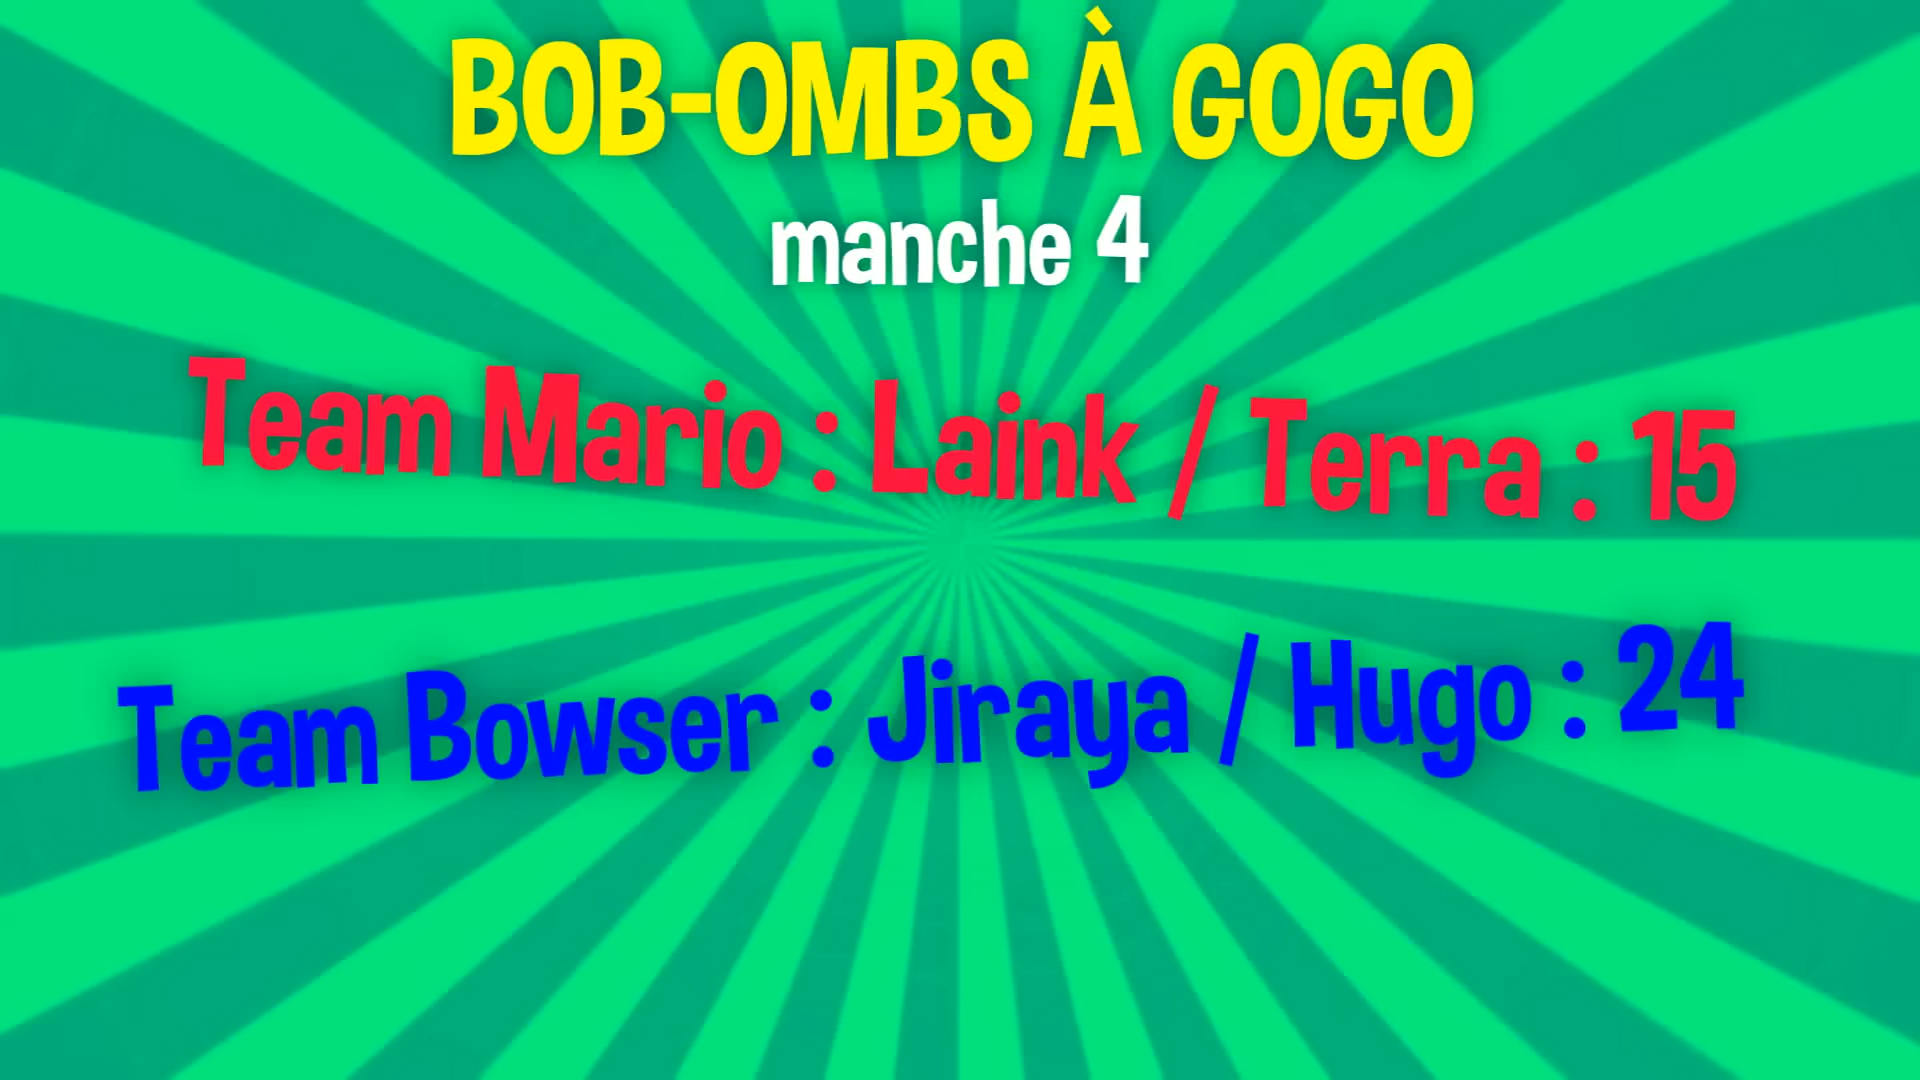 BOB-OMBS À GOGO
manche 4
Team Mario : Laink / Terra : 15
Team Bowser : Jiraya / Hugo : 24